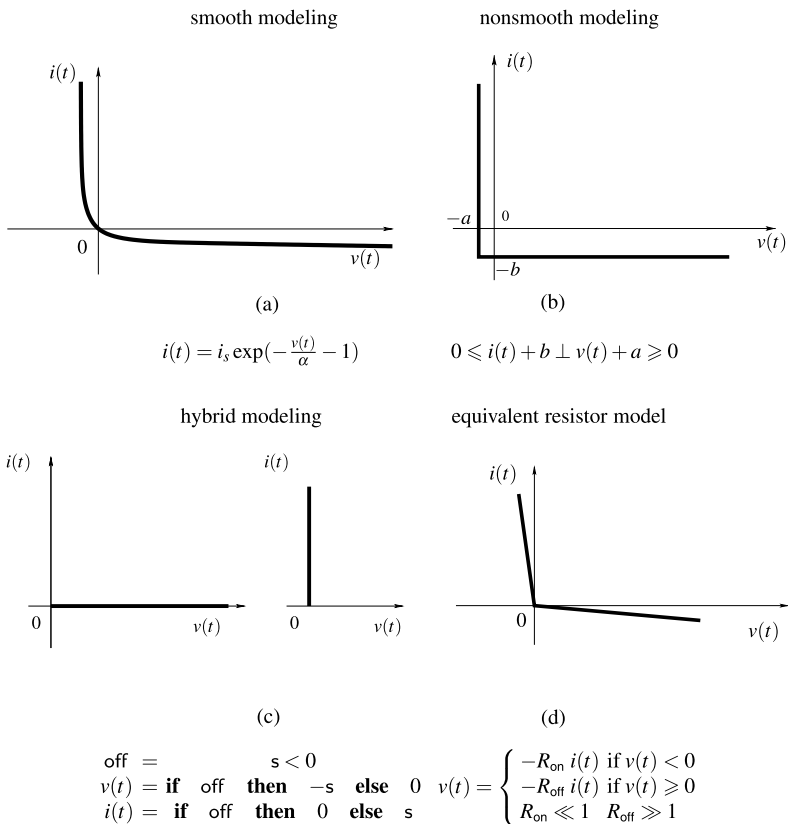 smooth modeling
nonsmooth modeling
i(t)
0
v(t)
(a)
i(t)
−a
0
v(t)
−b
(b)
i(t) = i_s exp(−v(t)/α − 1)
0 ⩽ i(t) + b ⊥ v(t) + a ⩾ 0
hybrid modeling
equivalent resistor model
i(t)
0
v(t)
i(t)
0
v(t)
(c)
i(t)
0
v(t)
(d)
off = s < 0
v(t) = if off then −s else 0
i(t) = if off then 0 else s
v(t) = { −R_on i(t) if v(t) < 0
−R_off i(t) if v(t) ⩾ 0
R_on ≪ 1 R_off ≫ 1